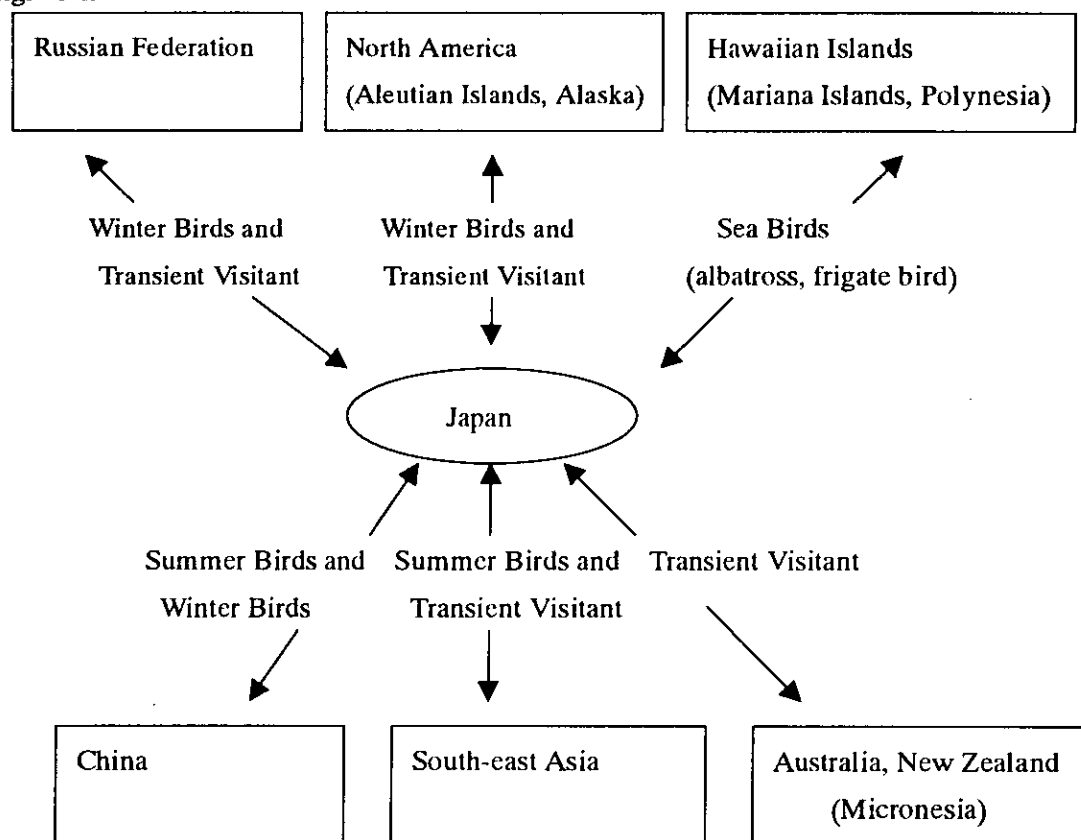 Russian Federation
North America
(Aleutian Islands, Alaska)
Hawaiian Islands
(Mariana Islands, Polynesia)
Winter Birds and
Transient Visitant
Winter Birds and
Transient Visitant
Sea Birds
(albatross, frigate bird)
Japan
Summer Birds and
Winter Birds
Summer Birds and
Transient Visitant
Transient Visitant
China
South-east Asia
Australia, New Zealand
(Micronesia)